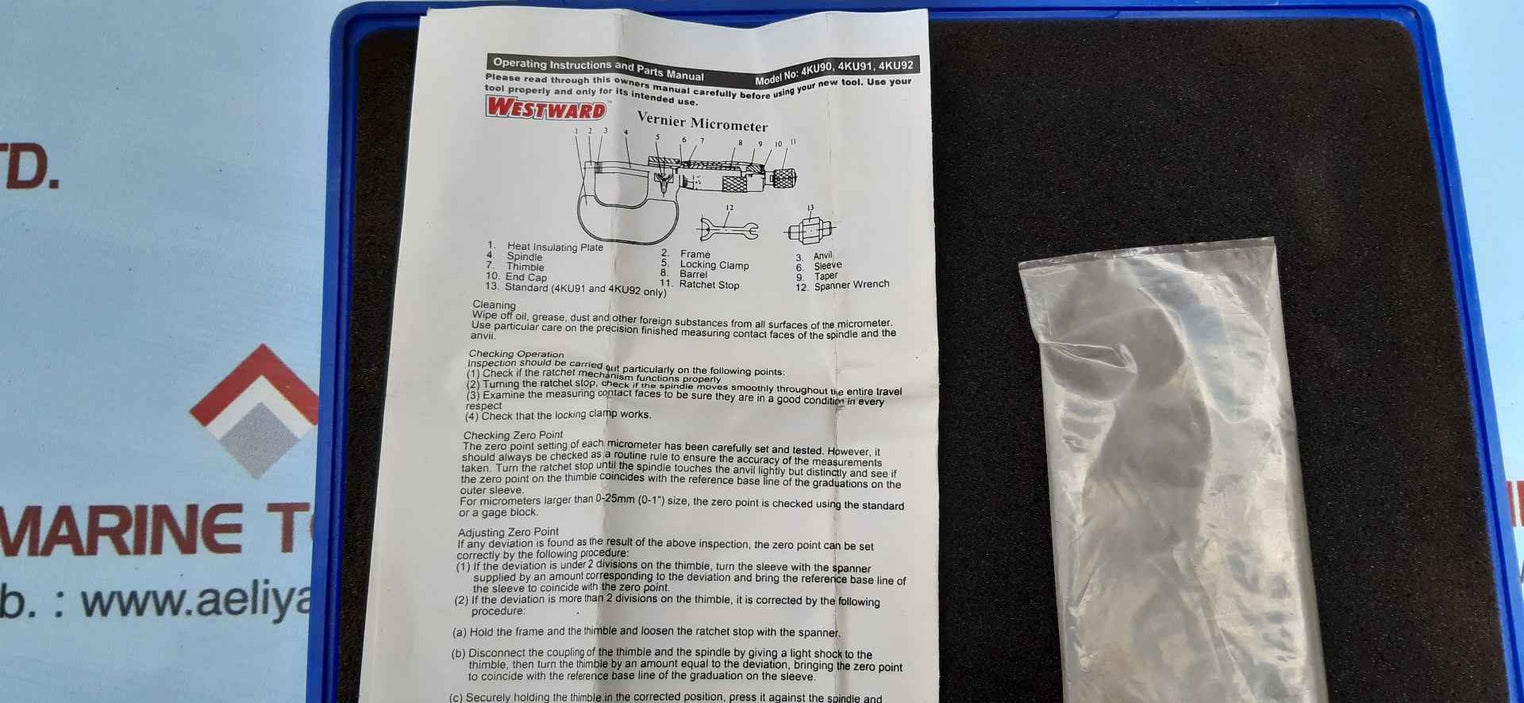 TD.
MARINE T
b. : www.aeliya
Operating Instructions and Parts Manual Model No: 4KU90, 4KU91, 4KU92
Please read through this owners manual carefully before using your new tool. Use your
tool properly and only for its intended use.
WESTWARD
Vernier Micrometer
1 2 3 4 5 6 7 8 9 10 11
12 13
1. Heat Insulating Plate 2. Frame 3. Anvil
4 Spindle 5. Locking Clamp 6. Sleeve
7. Thimble 8. Barrel 9. Taper
10. End Cap 11. Ratchet Stop 12. Spanner Wrench
13. Standard (4KU91 and 4KU92 only)
Cleaning
Wipe off oil, grease, dust and other foreign substances from all surfaces of the micrometer.
Use particular care on the precision finished measuring contact faces of the spindle and the
anvil.
Checking Operation
Inspection should be carried out particularly on the following points:
(1) Check if the ratchet mechanism functions properly
(2) Turning the ratchet stop, check if the spindle moves smoothly throughout the entire travel
(3) Examine the measuring contact faces to be sure they are in a good condition in every
respect
(4) Check that the locking clamp works.
Checking Zero Point
The zero point setting of each micrometer has been carefully set and tested. However, it
should always be checked as a routine rule to ensure the accuracy of the measurements
taken. Turn the ratchet stop until the spindle touches the anvil lightly but distinctly and see if
the zero point on the thimble coincides with the reference base line of the graduations on the
outer sleeve.
For micrometers larger than 0-25mm (0-1") size, the zero point is checked using the standard
or a gage block.
Adjusting Zero Point
If any deviation is found as the result of the above inspection, the zero point can be set
correctly by the following procedure:
(1) If the deviation is under 2 divisions on the thimble, turn the sleeve with the spanner
supplied by an amount corresponding to the deviation and bring the reference base line of
the sleeve to coincide with the zero point.
(2) If the deviation is more than 2 divisions on the thimble, it is corrected by the following
procedure:
(a) Hold the frame and the thimble and loosen the ratchet stop with the spanner.
(b) Disconnect the coupling of the thimble and the spindle by giving a light shock to the
thimble, then turn the thimble by an amount equal to the deviation, bringing the zero point
to coincide with the reference base line of the graduation on the sleeve.
(c) Securely holding the thimble in the corrected position, press it against the spindle and